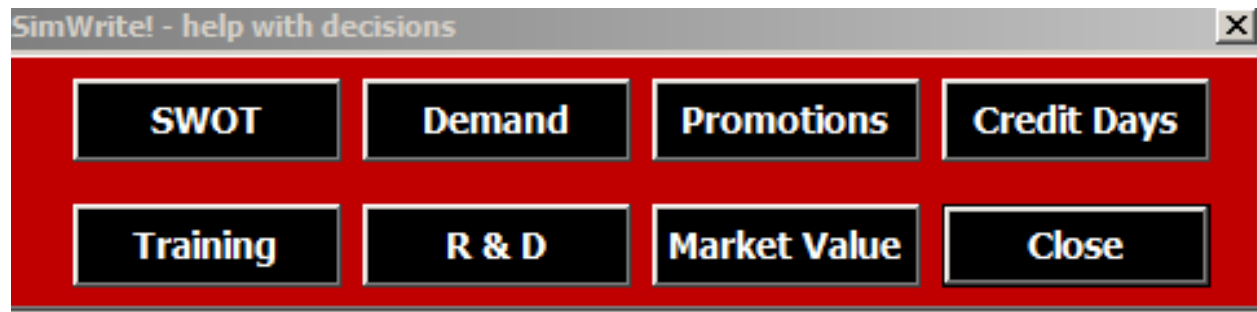 SimWrite! - help with decisions
SWOT Demand Promotions Credit Days
Training R & D Market Value Close